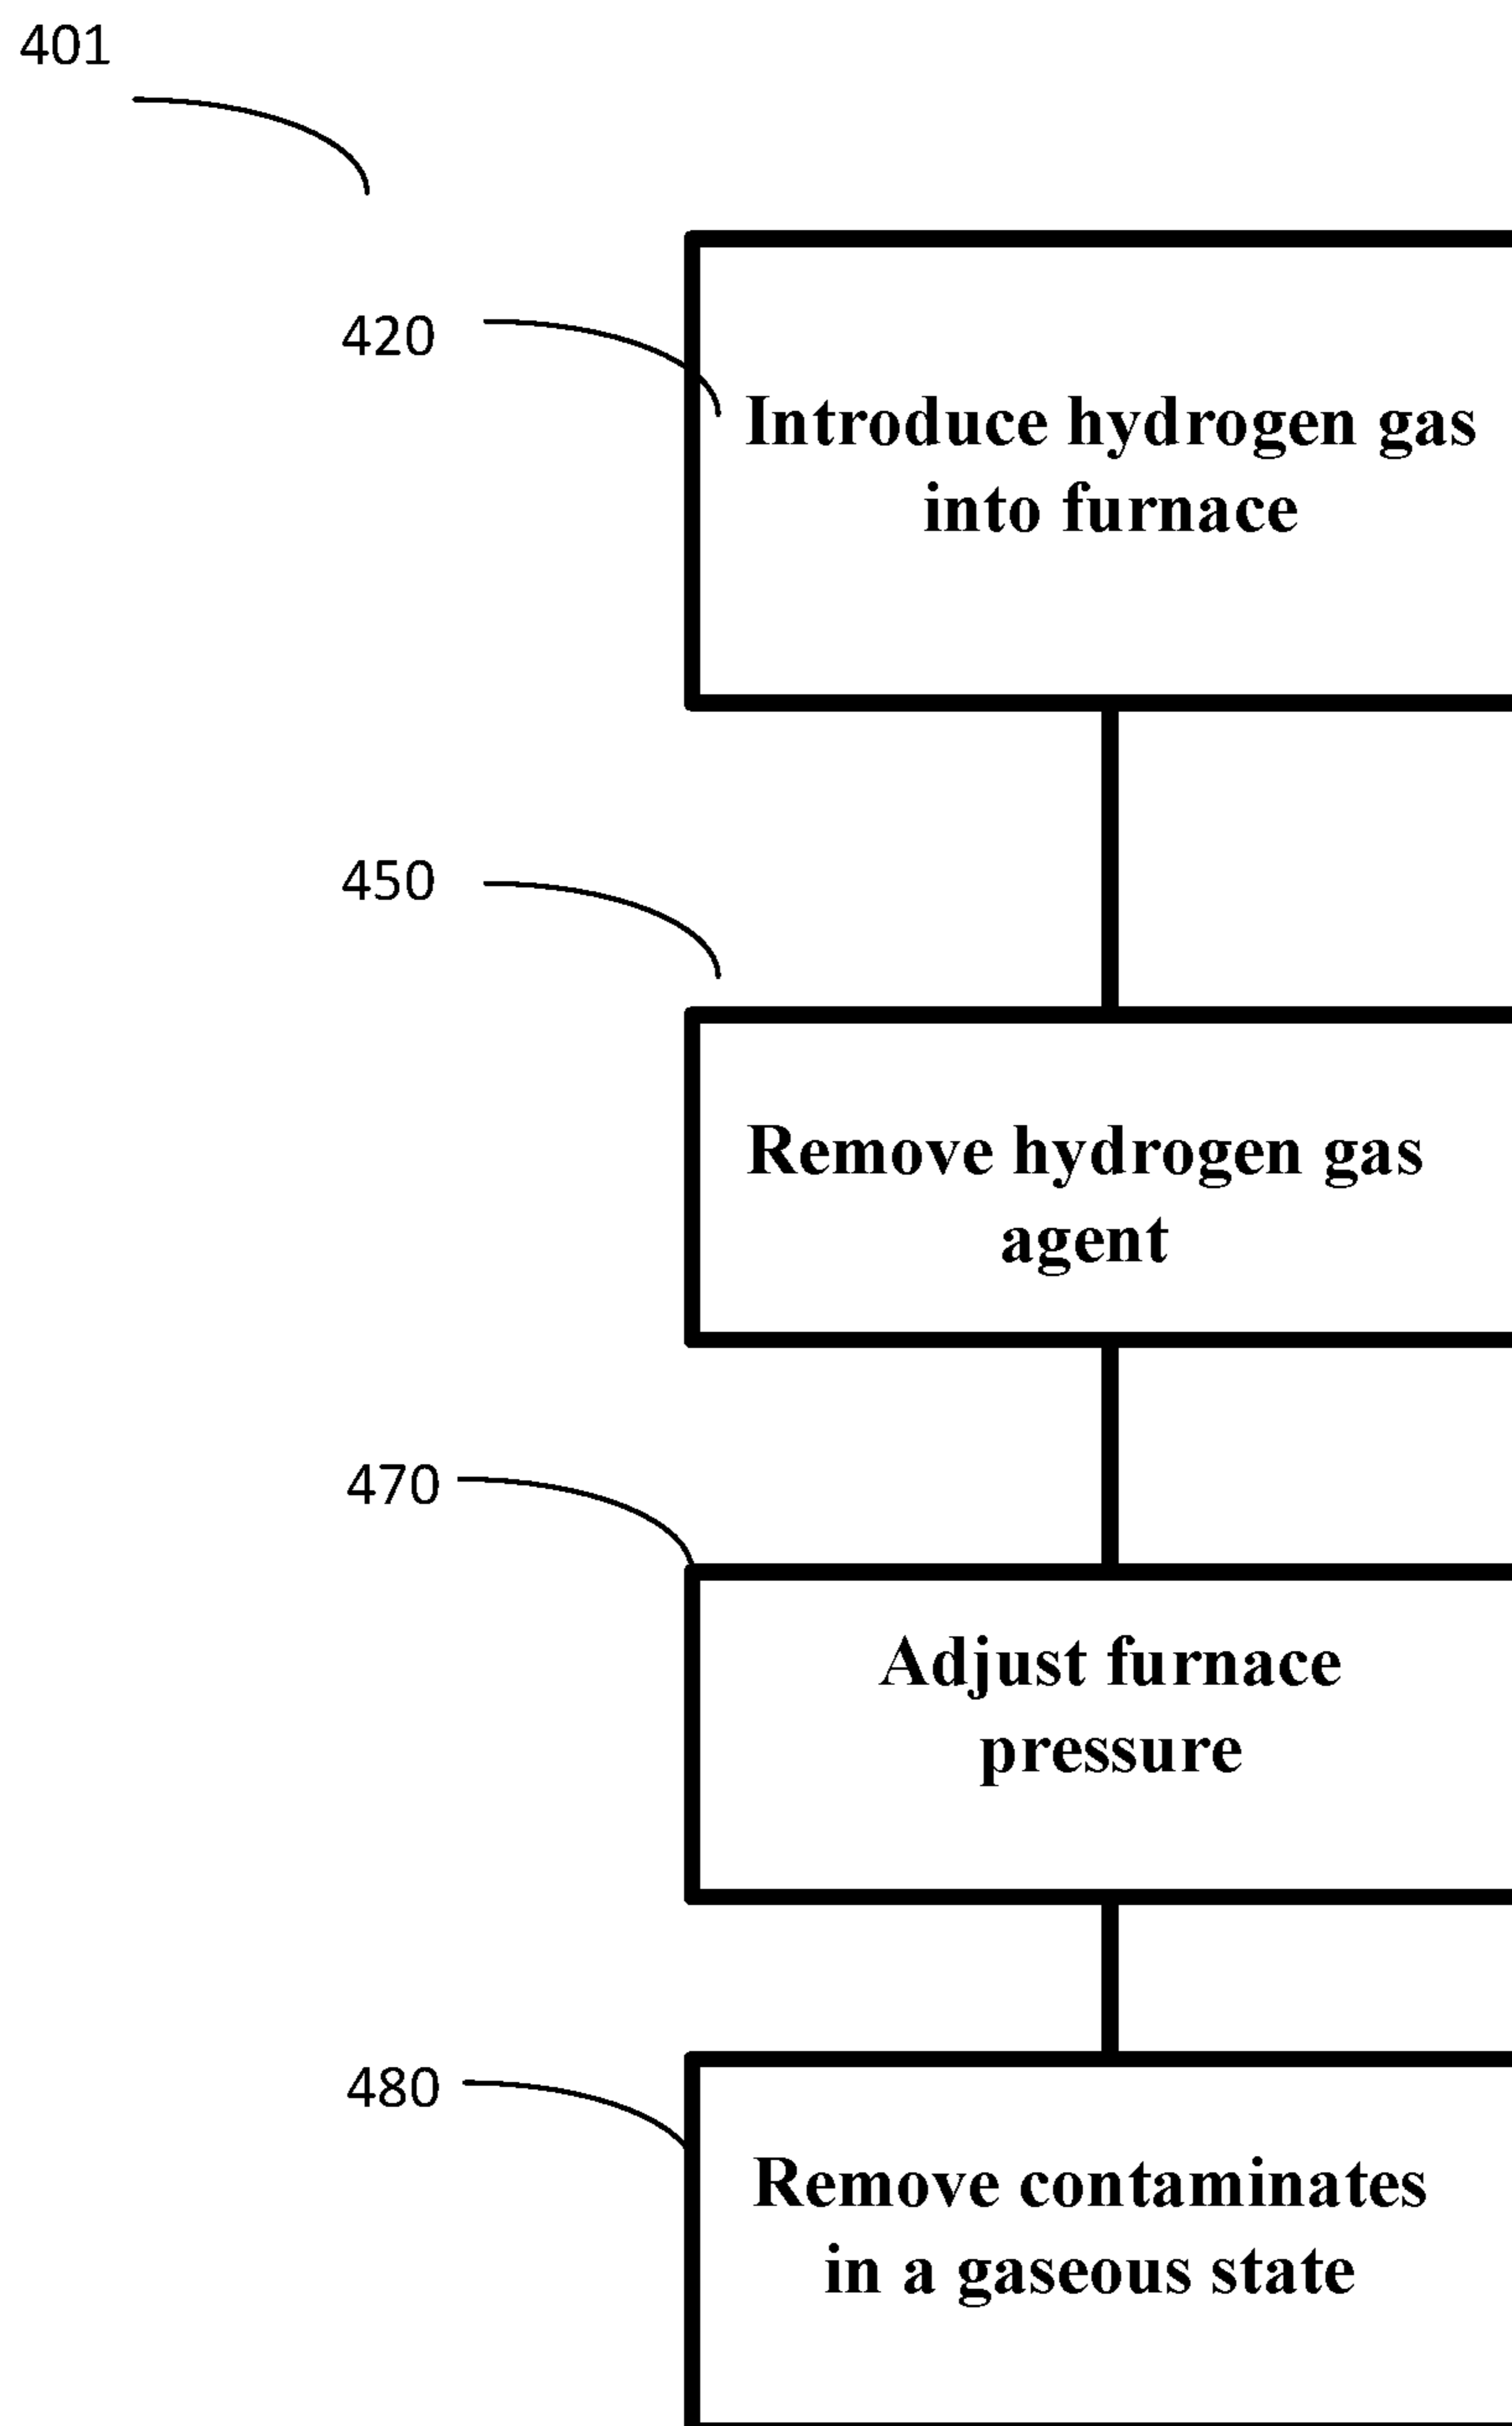 401
420
Introduce hydrogen gas
into furnace
450
Remove hydrogen gas
agent
470
Adjust furnace
pressure
480
Remove contaminates
in a gaseous state